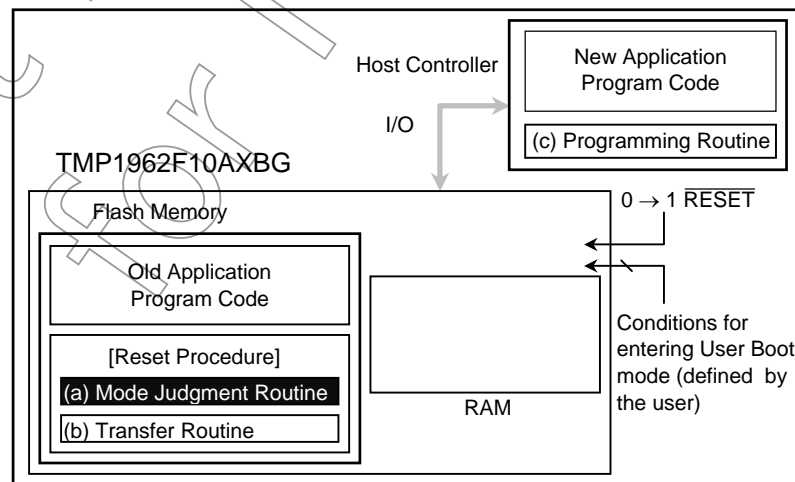 Host Controller
New Application
Program Code
(c) Programming Routine
I/O
TMP1962F10AXBG
0 → 1 RESET
Flash Memory
Old Application
Program Code
[Reset Procedure]
(a) Mode Judgment Routine
(b) Transfer Routine
RAM
Conditions for
entering User Boot
mode (defined by
the user)
for